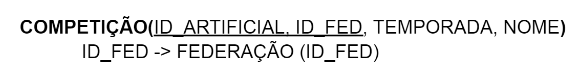 COMPETIÇÃO(ID_ARTIFICIAL, ID_FED, TEMPORADA, NOME)
ID_FED -> FEDERAÇÃO (ID_FED)